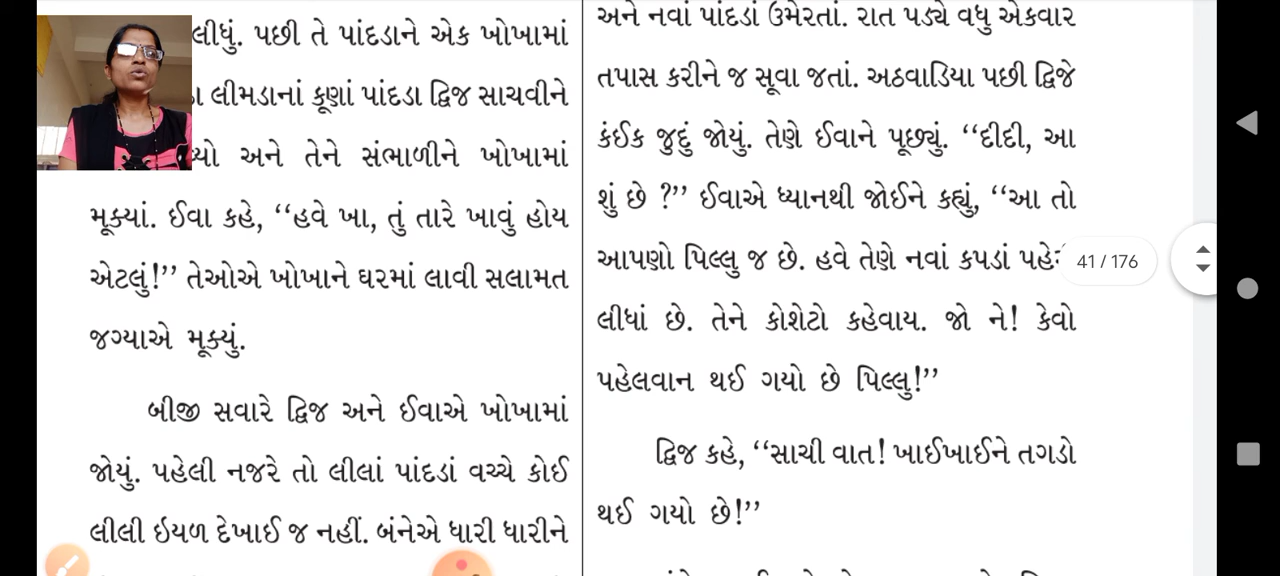 લીધું. પછી તે પાંદડાને એક ખોખામાં
લીમડાનાં કૂણાં પાંદડા દ્વિજ સાચવીને
અને તેને સંભાળીને ખોખામાં
મૂક્યાં. ઈવા કહે, ‘‘હવે ખા, તું તારે ખાવું હોય
એટલું!’’ તેઓએ ખોખાને ઘરમાં લાવી સલામત
જગ્યાએ મૂક્યું.
બીજી સવારે દ્વિજ અને ઈવાએ ખોખામાં
જોયું. પહેલી નજરે તો લીલાં પાંદડાં વચ્ચે કોઈ
લીલી ઇયળ દેખાઈ જ નહીં. બંનેએ ધારી ધારીને
અને નવાં પાંદડાં ઉમેરતાં. રાત પડ્યે વધુ એકવાર
તપાસ કરીને જ સૂવા જતાં. અઠવાડિયા પછી દ્વિજે
કંઈક જુદું જોયું. તેણે ઈવાને પૂછ્યું. ‘‘દીદી, આ
શું છે ?’’ ઈવાએ ધ્યાનથી જોઈને કહ્યું, ‘‘આ તો
આપણો પિલ્લુ જ છે. હવે તેણે નવાં કપડાં
લીધાં છે. તેને કોશેટો કહેવાય. જો ને! કેવો
પહેલવાન થઈ ગયો છે પિલ્લુ!’’
દ્વિજ કહે, ‘‘સાચી વાત! ખાઈખાઈને તગડો
થઈ ગયો છે!’’
41 / 176